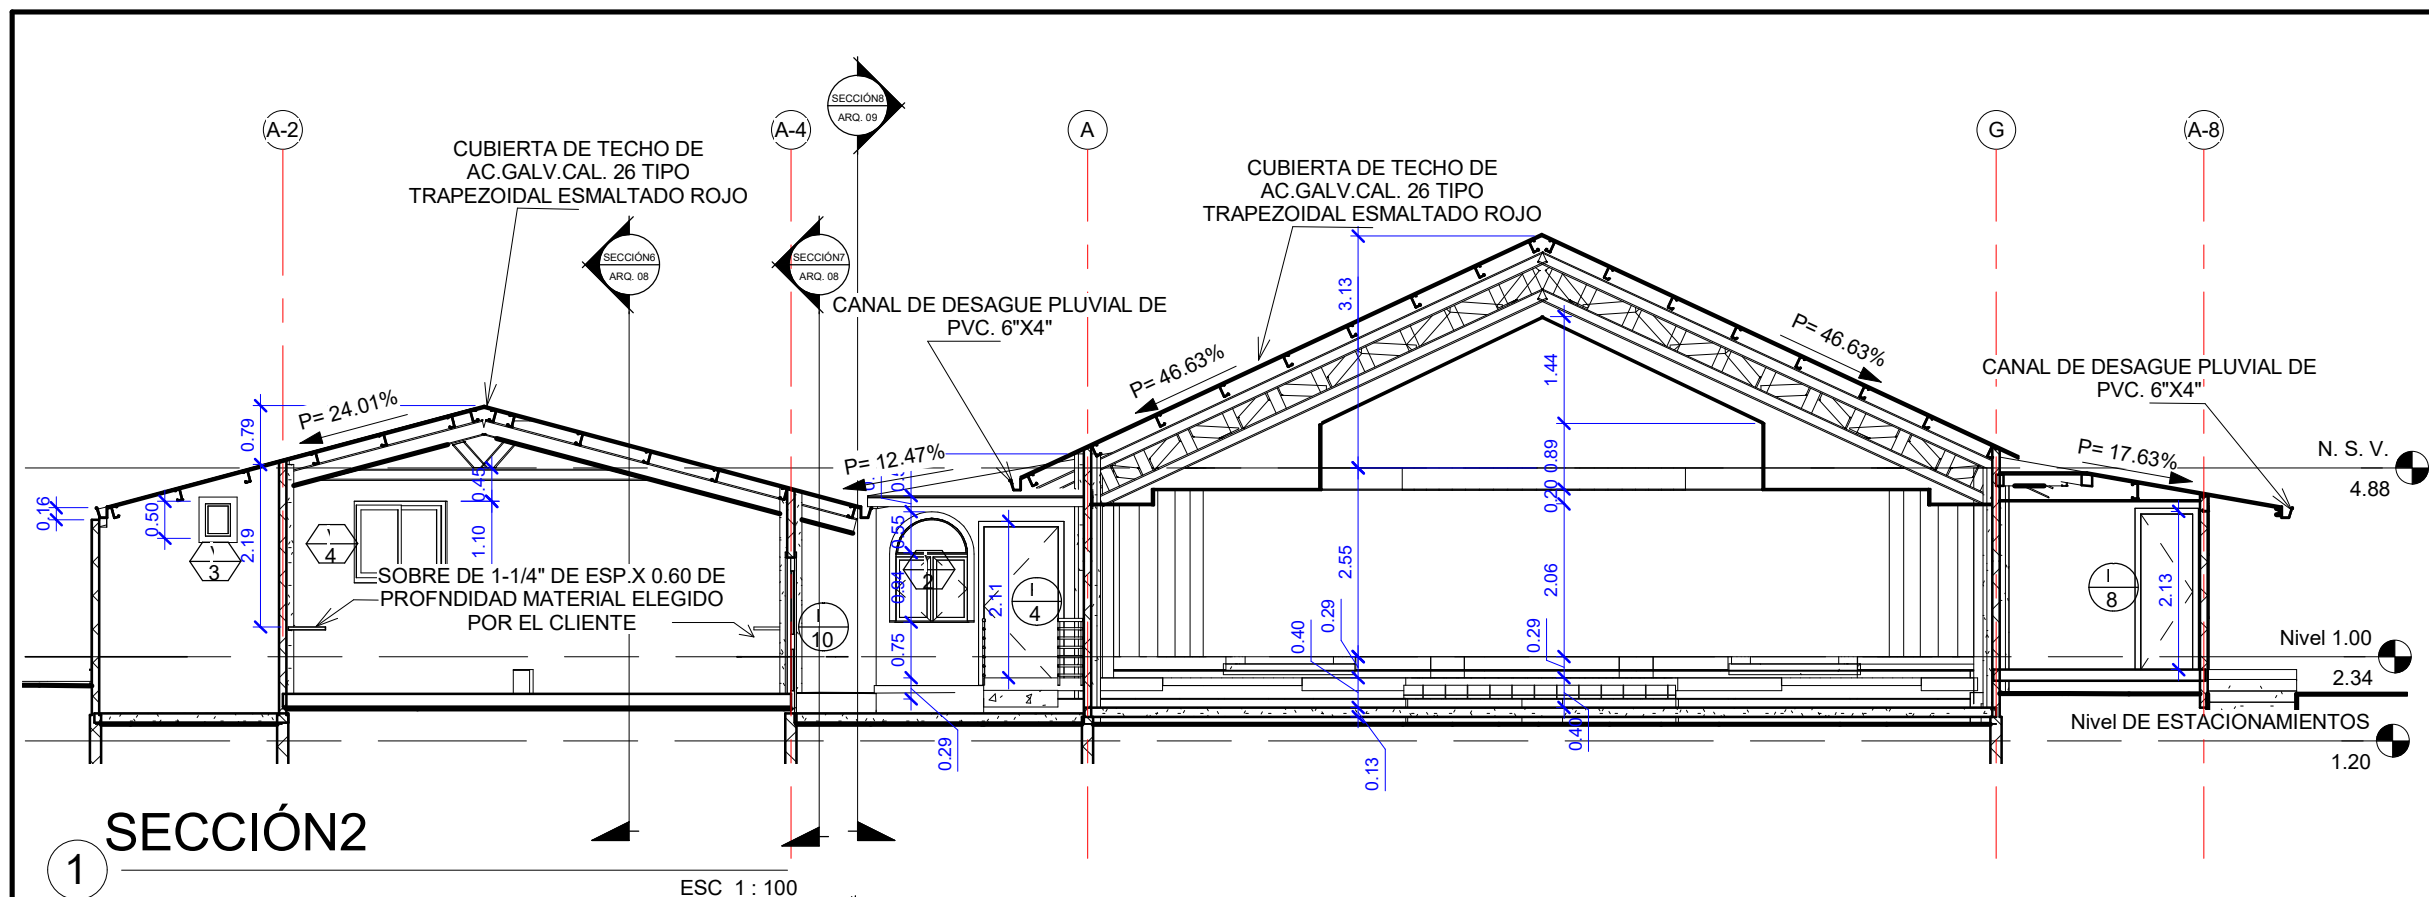 SECCIÓN8
ARQ. 09
A-2
A-4
A
G
A-8
CUBIERTA DE TECHO DE
AC.GALV.CAL. 26 TIPO
TRAPEZOIDAL ESMALTADO ROJO
CUBIERTA DE TECHO DE
AC.GALV.CAL. 26 TIPO
TRAPEZOIDAL ESMALTADO ROJO
SECCIÓN6
ARQ. 08
SECCIÓN7
ARQ. 08
CANAL DE DESAGUE PLUVIAL DE
PVC. 6"X4"
3.13
P= 46.63%
P= 46.63%
1.44
CANAL DE DESAGUE PLUVIAL DE
PVC. 6"X4"
P= 24.01%
0.79
P= 12.47%
P= 17.63%
N. S. V.
4.88
0.45
0.89
0.20
0.16
0.50
2.19
1.10
0.55
0.94
2.11
2.55
2.06
2.13
3
4
2
I
4
I
8
I
10
SOBRE DE 1-1/4" DE ESP.X 0.60 DE
PROFNDIDAD MATERIAL ELEGIDO
POR EL CLIENTE
0.75
0.40
0.29
0.29
Nivel 1.00
2.34
Nivel DE ESTACIONAMIENTOS
1.20
0.29
0.13
0.40
SECCIÓN2
1
ESC 1 : 100